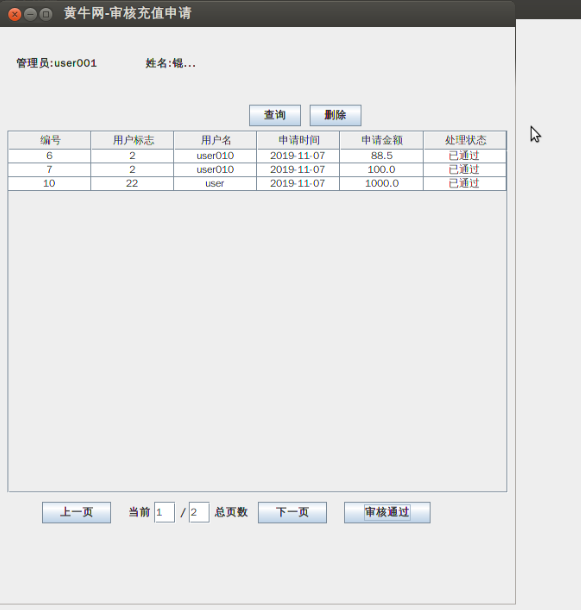 黄牛网-审核充值申请
管理员:user001 姓名:锟...
查询 删除
编号 用户标志 用户名 申请时间 申请金额 处理状态
6 2 user010 2019-11-07 88.5 已通过
7 2 user010 2019-11-07 100.0 已通过
10 22 user 2019-11-07 1000.0 已通过
上一页 当前 1 / 2 总页数 下一页 审核通过